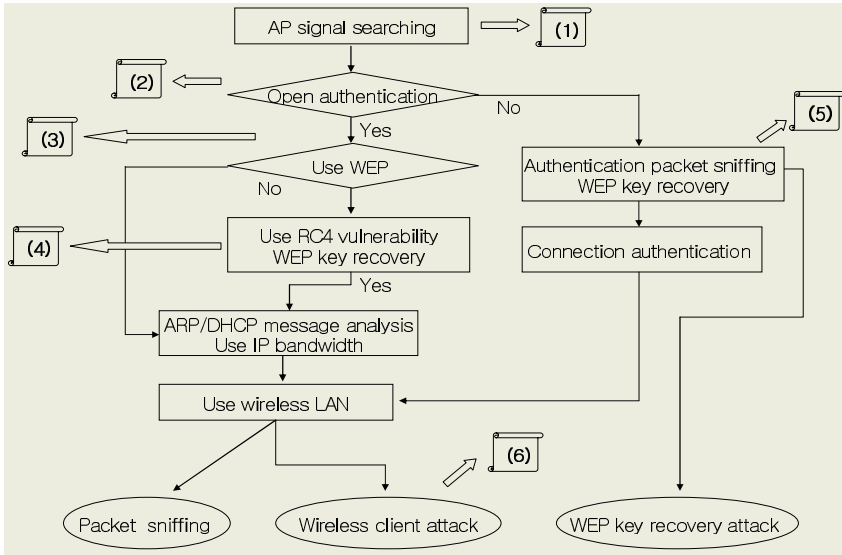 AP signal searching
(1)
(2)
Open authentication
No
(5)
Yes
(3)
Use WEP
Authentication packet sniffing
WEP key recovery
No
(4)
Use RC4 vulnerability
WEP key recovery
Connection authentication
Yes
ARP/DHCP message analysis
Use IP bandwidth
Use wireless LAN
(6)
Packet sniffing
Wireless client attack
WEP key recovery attack